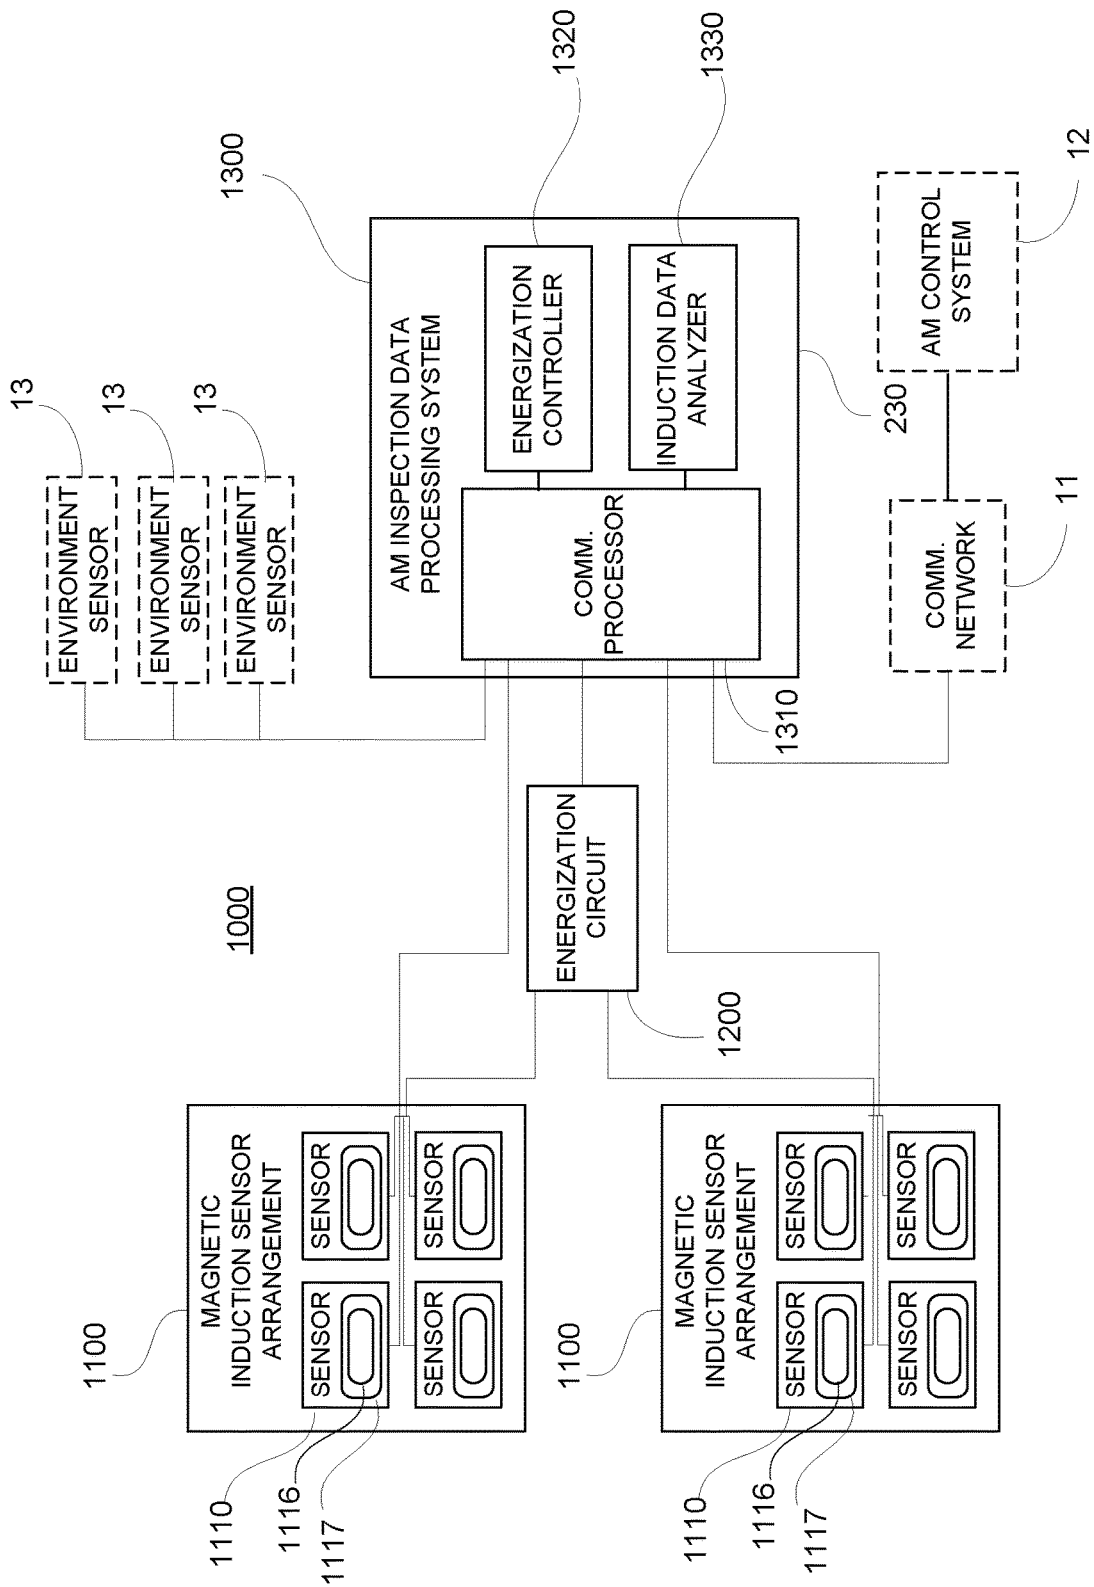 1000
MAGNETIC
INDUCTION SENSOR
ARRANGEMENT
1100
SENSOR
SENSOR
SENSOR
SENSOR
1110
1116
1117
MAGNETIC
INDUCTION SENSOR
ARRANGEMENT
1100
SENSOR
SENSOR
SENSOR
SENSOR
1110
1116
1117
ENERGIZATION
CIRCUIT
1200
ENVIRONMENT
SENSOR
13
ENVIRONMENT
SENSOR
13
ENVIRONMENT
SENSOR
13
AM INSPECTION DATA
PROCESSING SYSTEM
1300
COMM.
PROCESSOR
1310
ENERGIZATION
CONTROLLER
1320
INDUCTION DATA
ANALYZER
1330
230
COMM.
NETWORK
11
AM CONTROL
SYSTEM
12